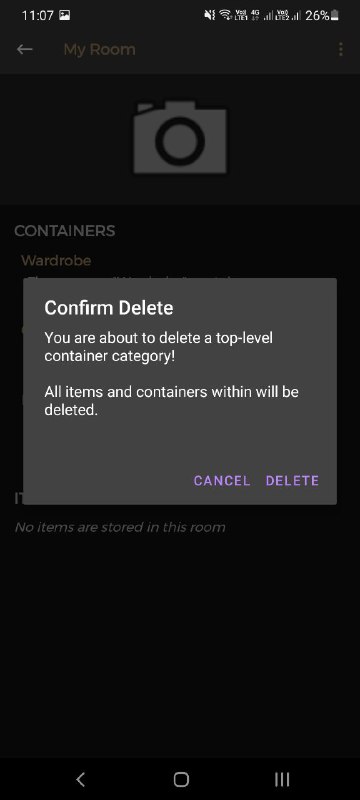 11:07 26%
My Room
CONTAINERS
Wardrobe
Confirm Delete
You are about to delete a top-level
container category!
All items and containers within will be
deleted.
CANCEL DELETE
No items are stored in this room